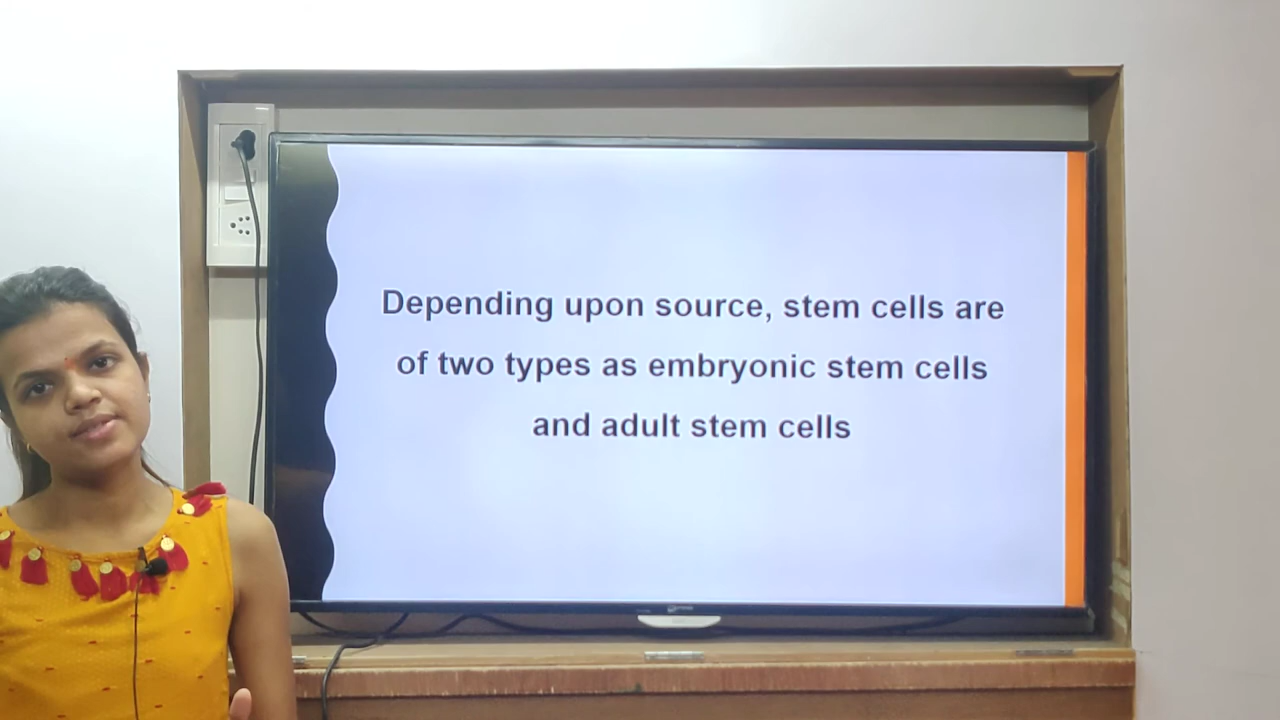 Depending upon source, stem cells are
of two types as embryonic stem cells
and adult stem cells